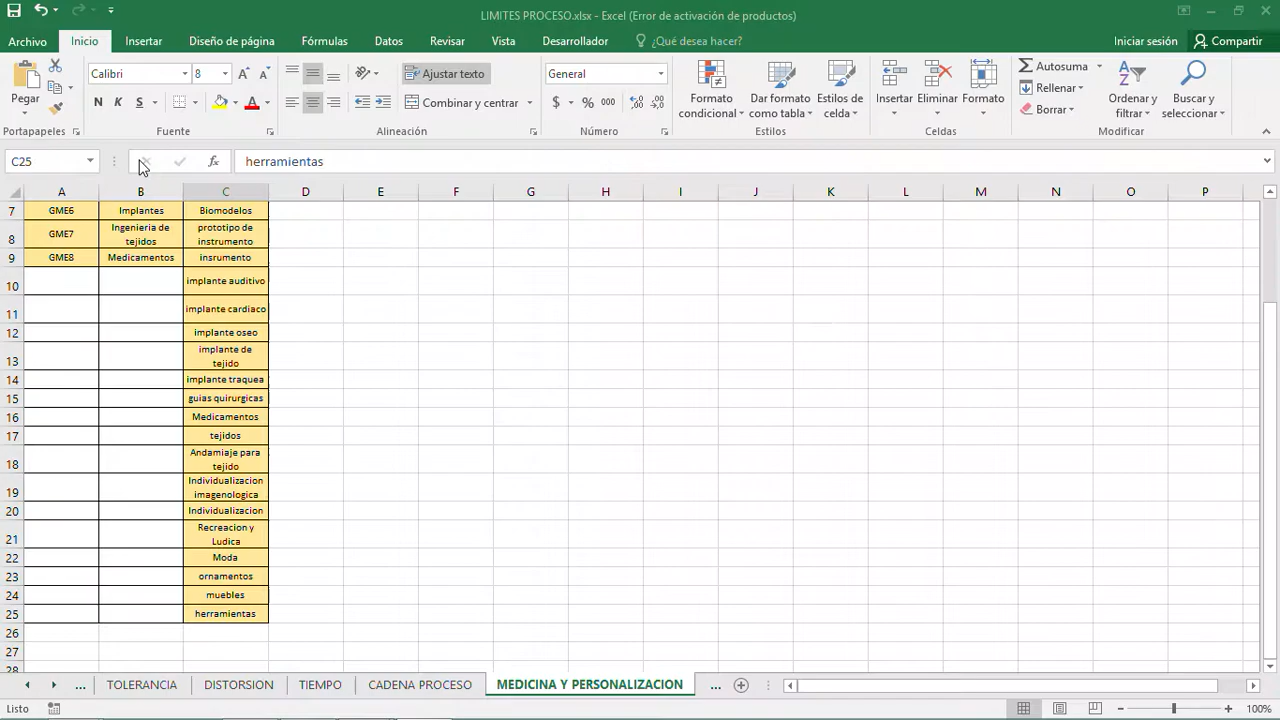 LIMITES PROCESO.xlsx - Excel (Error de activación de productos)
Archivo Inicio Insertar Diseño de página Fórmulas Datos Revisar Vista Desarrollador ¿Qué desea hacer? Iniciar sesión Compartir
Pegar Calibri 8 Ajustar texto General Autosuma
N K S Combinar y centrar $ % 000 Formato condicional Dar formato como tabla Estilos de celda Insertar Eliminar Formato Rellenar Borrar Ordenar y filtrar Buscar y seleccionar
Portapapeles Fuente Alineación Número Estilos Celdas Modificar
C25 fx herramientas
A B C D E F G H I J K L M N O P
7 GME6 Implantes Biomodelos
8 GME7 Ingenieria de tejidos prototipo de instrumento
9 GME8 Medicamentos insrumento
10 implante auditivo
11 implante cardiaco
12 implante oseo
13 implante de tejido
14 implante traquea
15 guias quirurgicas
16 Medicamentos
17 tejidos
18 Andamiaje para tejido
19 Individualizacion imagenologica
20 Individualizacion
21 Recreacion y Ludica
22 Moda
23 ornamentos
24 muebles
25 herramientas
26
27
28
... TOLERANCIA DISTORSION TIEMPO CADENA PROCESO MEDICINA Y PERSONALIZACION ...
Listo 100%